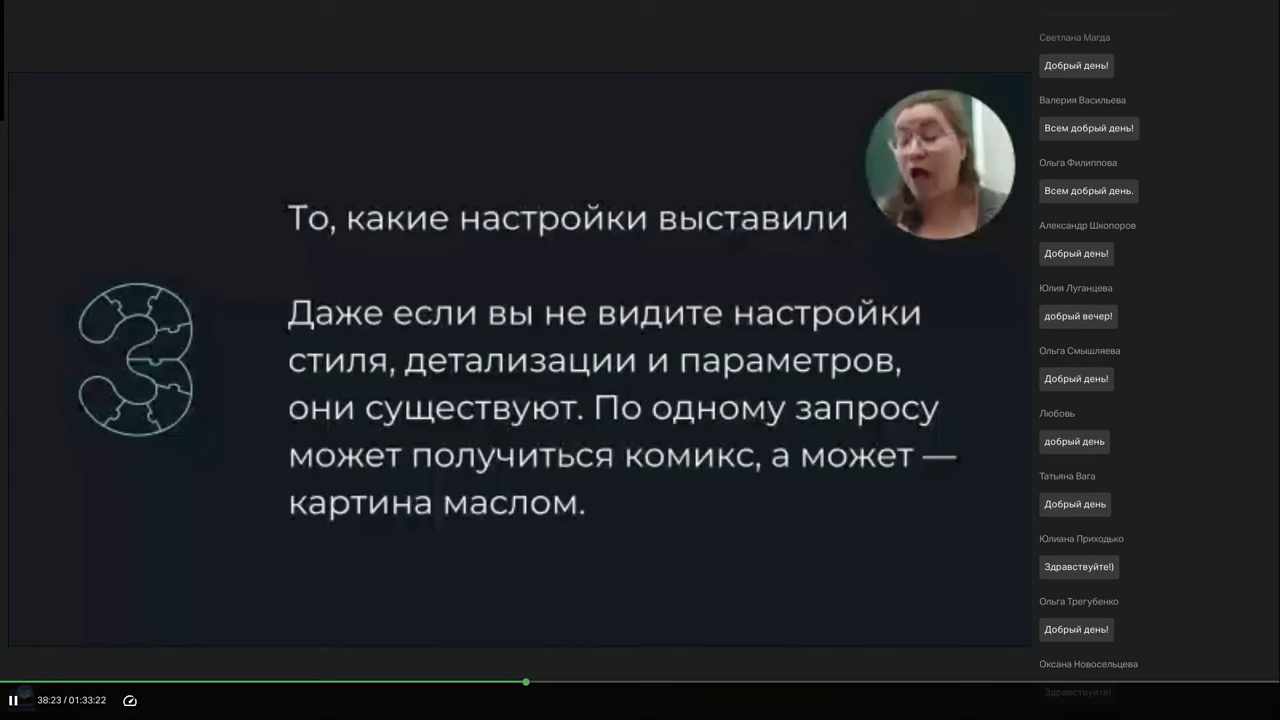 То, какие настройки выставили
3
Даже если вы не видите настройки
стиля, детализации и параметров,
они существуют. По одному запросу
может получиться комикс, а может —
картина маслом.
Светлана Магда
Добрый день!
Валерия Васильева
Всем добрый день!
Ольга Филиппова
Всем добрый день.
Александр Шкопоров
Добрый день!
Юлия Луганцева
добрый вечер!
Ольга Смышляева
Добрый день!
Любовь
добрый день
Татьяна Вага
Добрый день
Юлиана Приходько
Здравствуйте!)
Ольга Трегубенко
Добрый день!
Оксана Новосельцева
Здравствуйте!
38:23 / 01:33:22